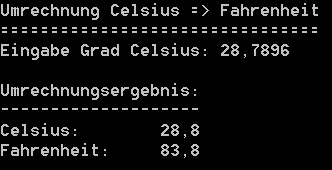 Umrechnung Celsius => Fahrenheit
--------------------------------
Eingabe Grad Celsius: 28,7896
Umrechnungsergebnis:
--------------------
Celsius: 28,8
Fahrenheit: 83,8